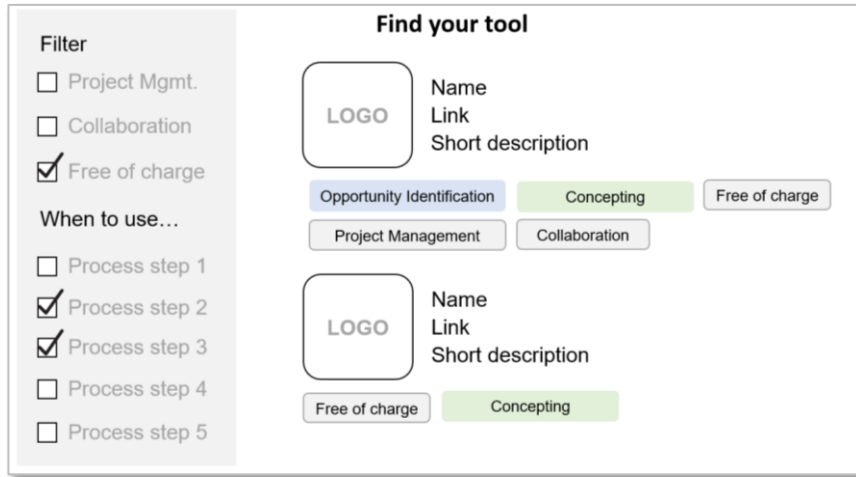 Find your tool
Filter
Project Mgmt.
Collaboration
Free of charge
When to use…
Process step 1
Process step 2
Process step 3
Process step 4
Process step 5
LOGO
Name
Link
Short description
Opportunity Identification
Concepting
Free of charge
Project Management
Collaboration
LOGO
Name
Link
Short description
Free of charge
Concepting